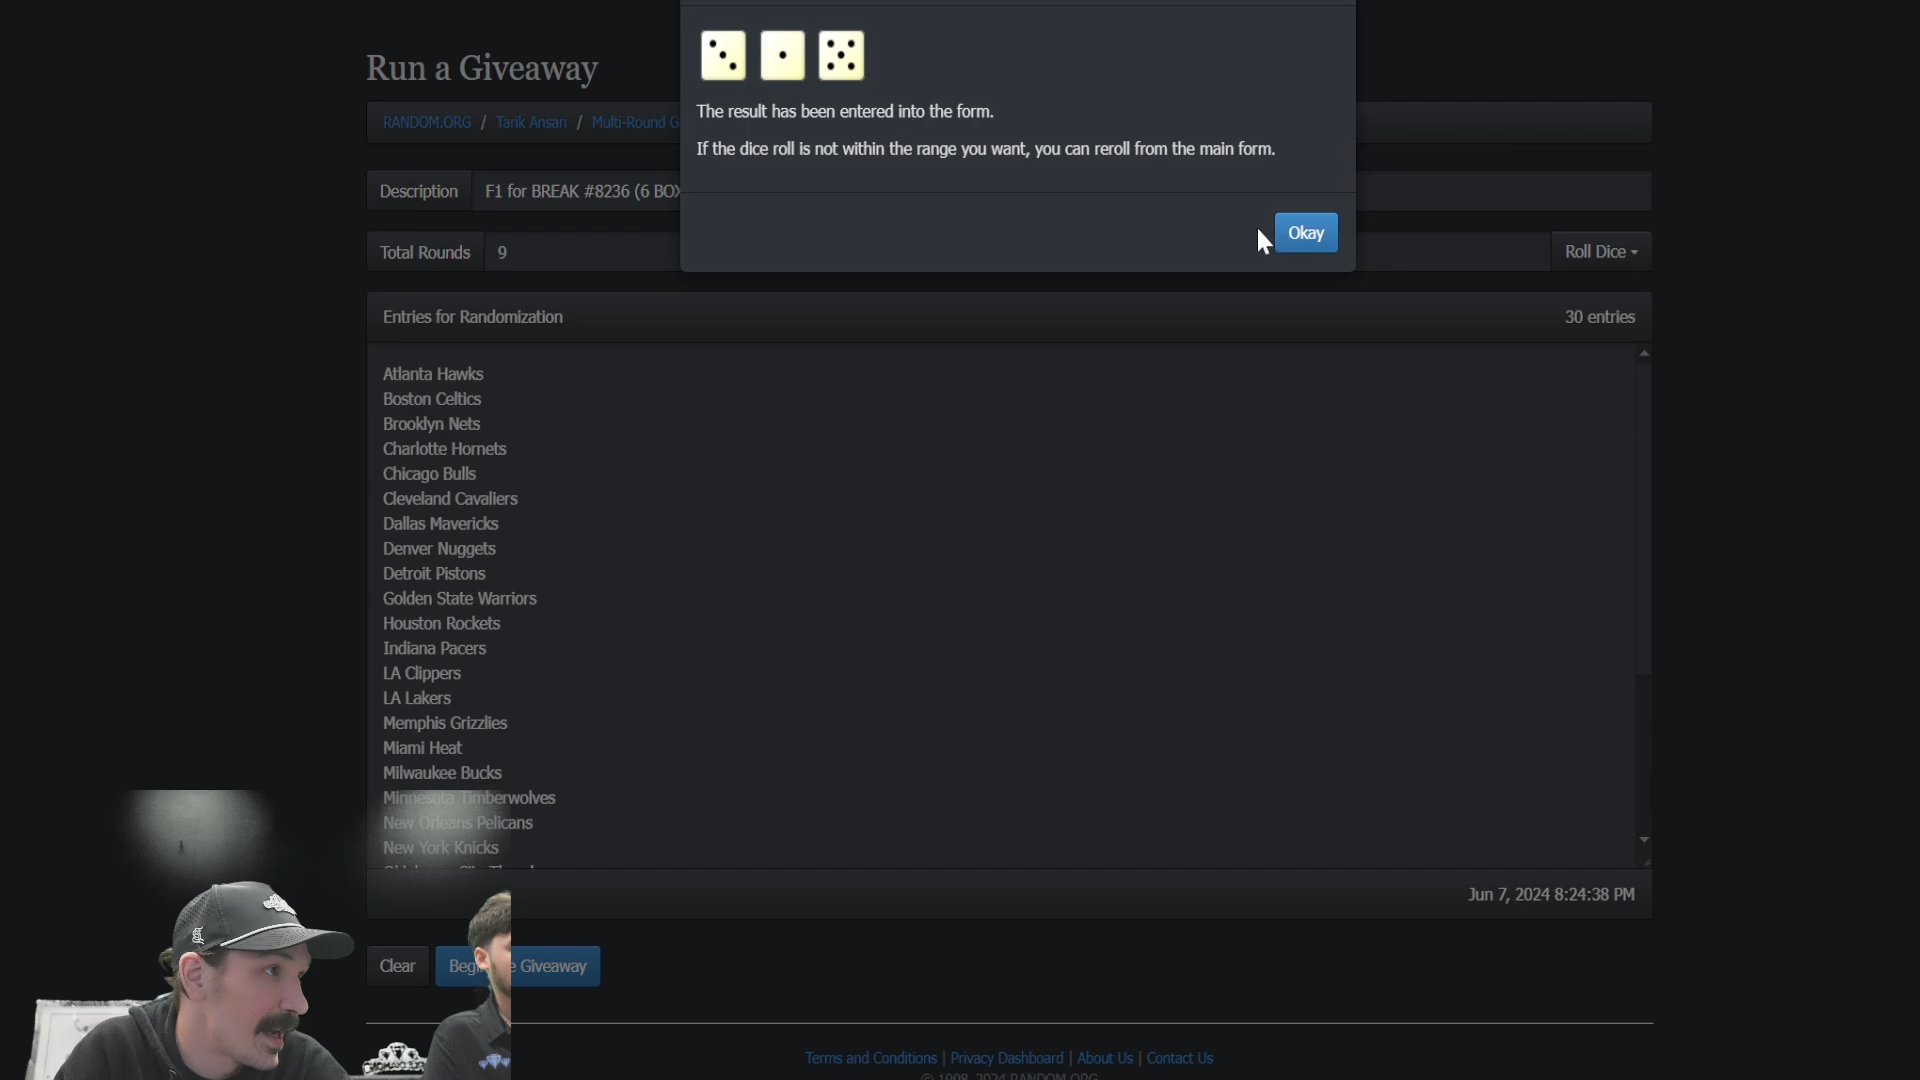 Run a Giveaway
RANDOM.ORG / Tarik Ansari / Multi-Round G
Description F1 for BREAK #8236 (6 BOX
Total Rounds 9
Roll Dice
The result has been entered into the form.
If the dice roll is not within the range you want, you can reroll from the main form.
Okay
Entries for Randomization 30 entries
Atlanta Hawks
Boston Celtics
Brooklyn Nets
Charlotte Hornets
Chicago Bulls
Cleveland Cavaliers
Dallas Mavericks
Denver Nuggets
Detroit Pistons
Golden State Warriors
Houston Rockets
Indiana Pacers
LA Clippers
LA Lakers
Memphis Grizzlies
Miami Heat
Milwaukee Bucks
Minnesota Timberwolves
New Orleans Pelicans
New York Knicks
Jun 7, 2024 8:24:38 PM
Clear Giveaway
Terms and Conditions | Privacy Dashboard | About Us | Contact Us
© 1998-2024 RANDOM.ORG